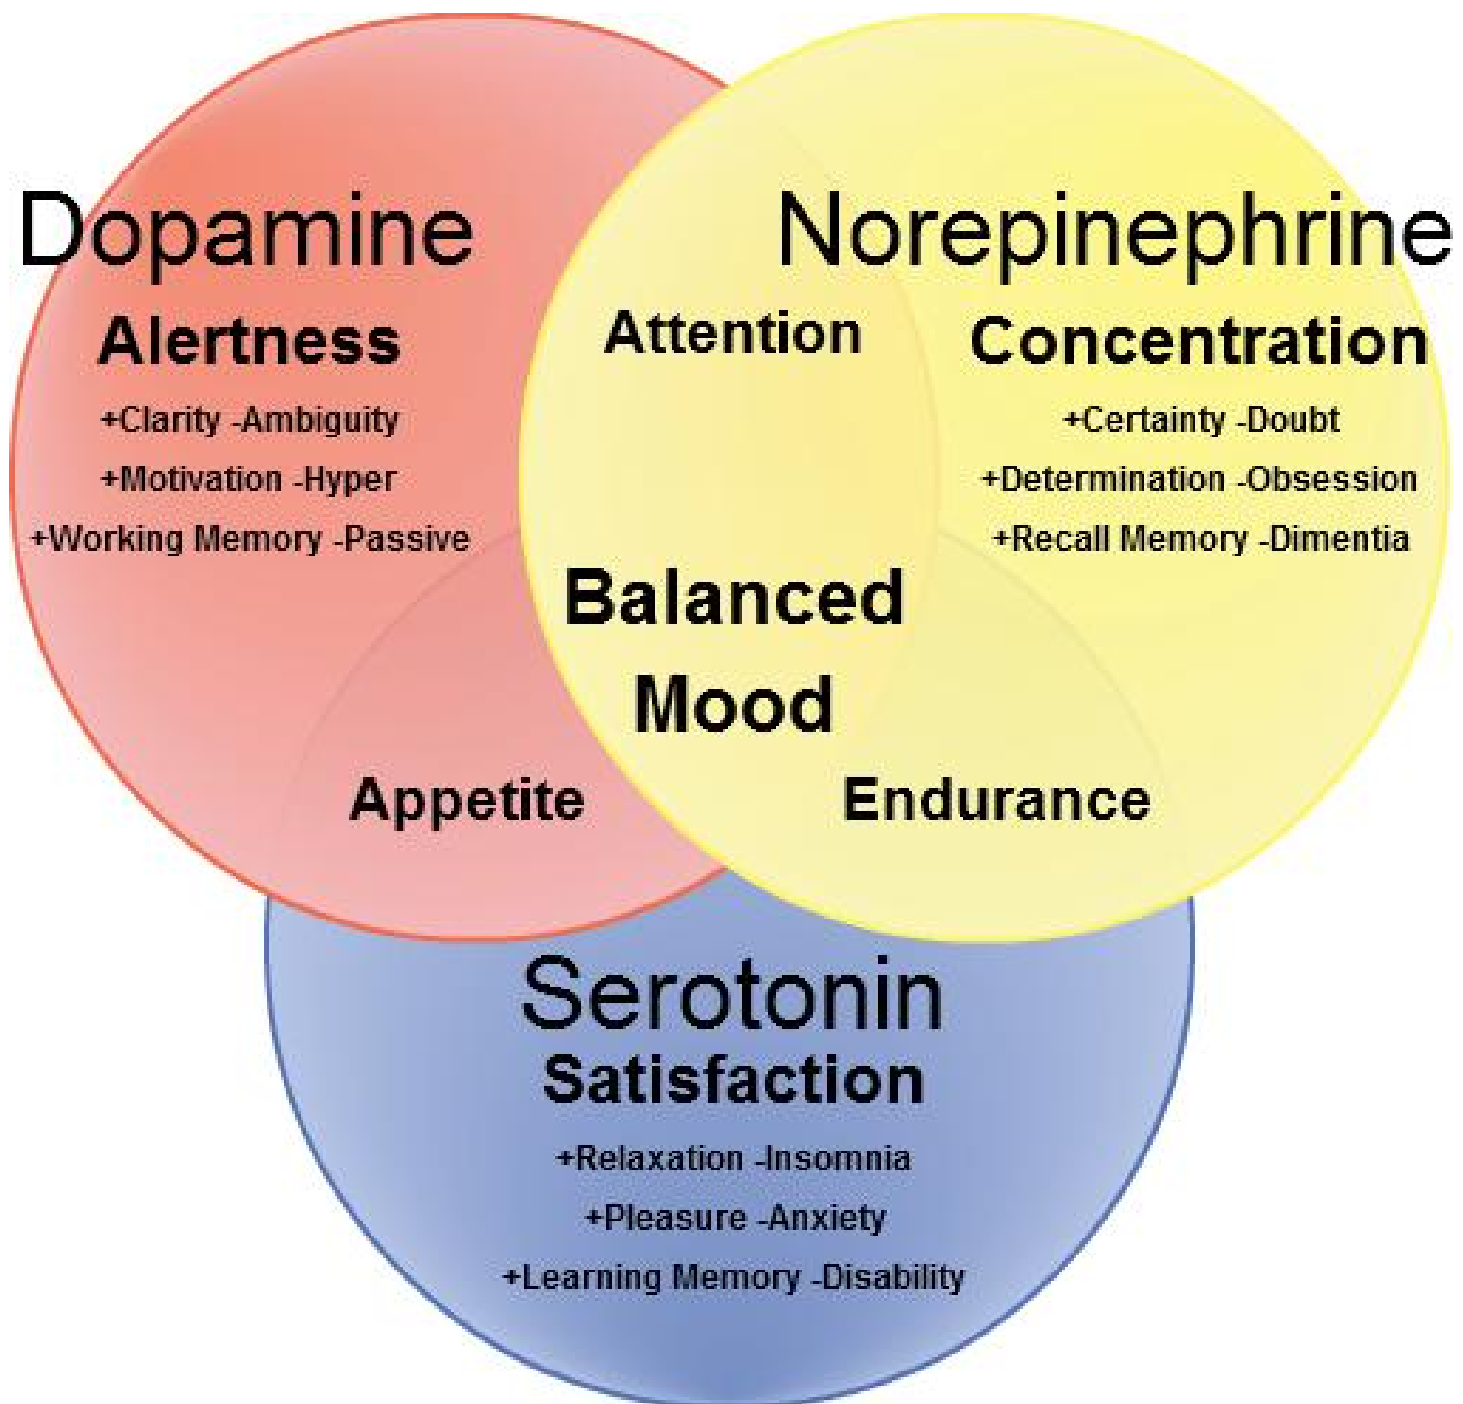 Dopamine
Alertness
+Clarity -Ambiguity
+Motivation -Hyper
+Working Memory -Passive
Norepinephrine
Concentration
+Certainty -Doubt
+Determination -Obsession
+Recall Memory -Dimentia
Attention
Balanced
Mood
Appetite
Endurance
Serotonin
Satisfaction
+Relaxation -Insomnia
+Pleasure -Anxiety
+Learning Memory -Disability